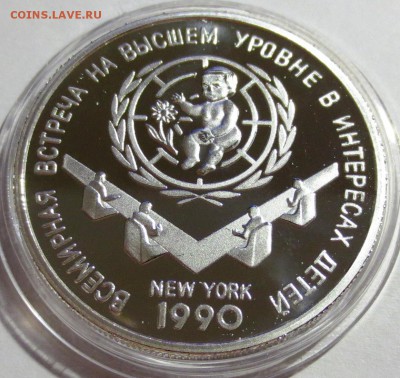 COINS.LAVE.RU
ВСЕМИРНАЯ ВСТРЕЧА НА ВЫСШЕМ УРОВНЕ В ИНТЕРЕСАХ ДЕТЕЙ
NEW YORK
1990